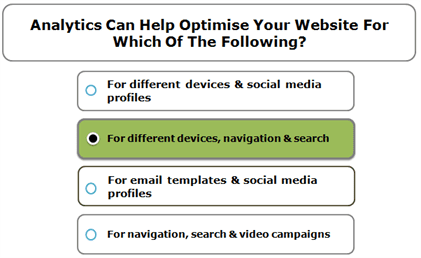 Analytics Can Help Optimise Your Website For
Which Of The Following?
For different devices & social media
profiles
For different devices, navigation & search
For email templates & social media
profiles
For navigation, search & video campaigns